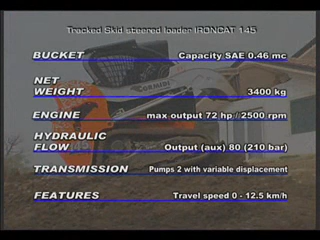 Tracked Skid steered loader IRONCAT 145
BUCKET Capacity SAE 0.46 mc
NET
WEIGHT 3400 kg
ENGINE max output 72 hp / 2500 rpm
HYDRAULIC
FLOW Output (aux) 80 (210 bar)
TRANSMISSION Pumps 2 with variable displacement
FEATURES Travel speed 0 - 12.5 km/h
CORMIDI